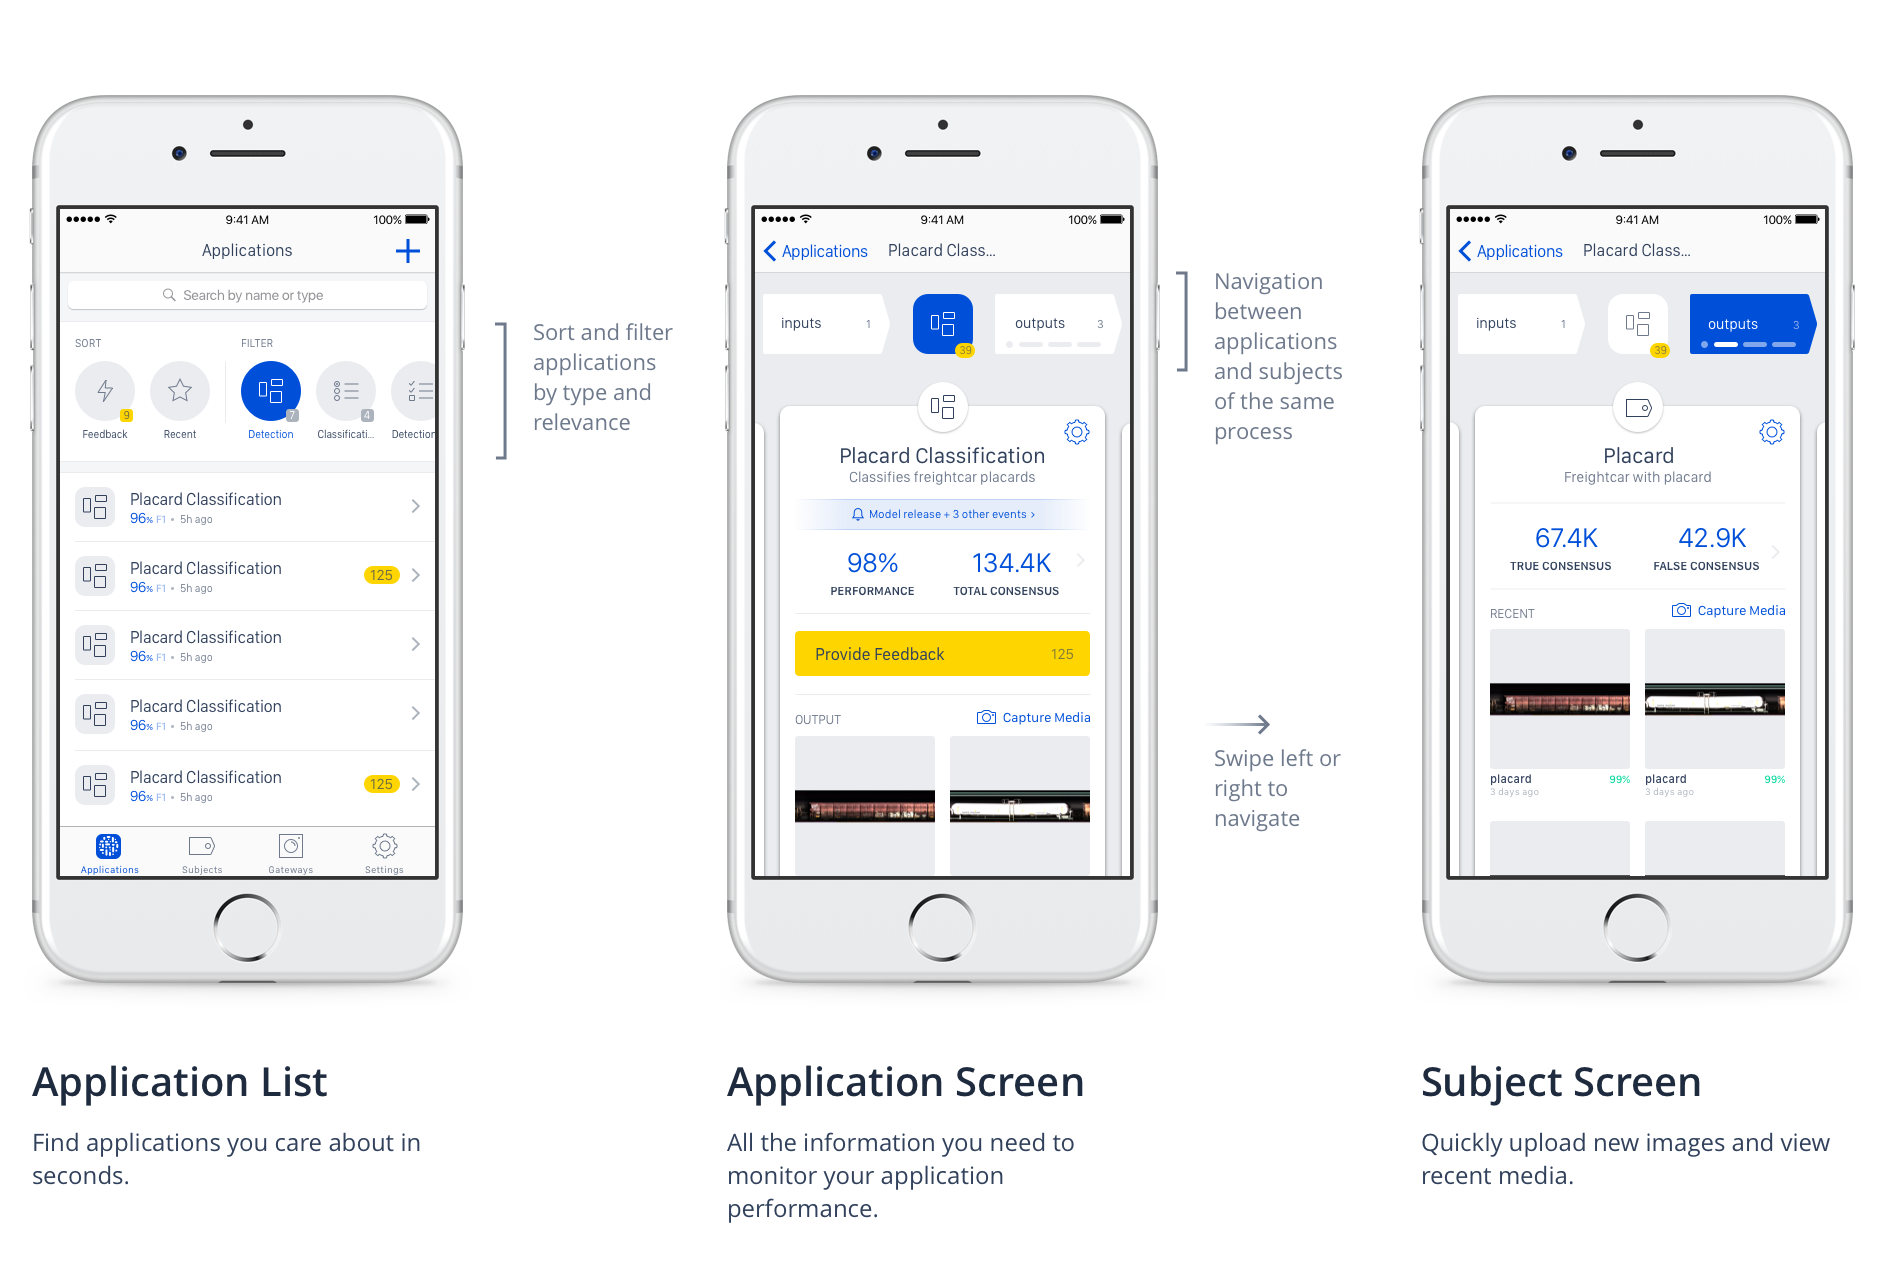 9:41 AM
100%
Applications
Search by name or type
SORT
FILTER
9
7
4
Feedback
Recent
Detection
Classificati...
Detection
Placard Classification
96% F1 • 5h ago
Placard Classification
96% F1 • 5h ago
125
Placard Classification
96% F1 • 5h ago
Placard Classification
96% F1 • 5h ago
Placard Classification
96% F1 • 5h ago
125
Applications
Subjects
Gateways
Settings
Sort and filter
applications
by type and
relevance
9:41 AM
100%
Applications
Placard Class...
inputs
1
39
outputs
3
Placard Classification
Classifies freightcar placards
Model release + 3 other events ›
98%
134.4K
PERFORMANCE
TOTAL CONSENSUS
Provide Feedback
125
OUTPUT
Capture Media
Navigation
between
applications
and subjects
of the same
process
Swipe left or
right to
navigate
9:41 AM
100%
Applications
Placard Class...
inputs
1
39
outputs
3
Placard
Freightcar with placard
67.4K
42.9K
TRUE CONSENSUS
FALSE CONSENSUS
RECENT
Capture Media
placard
99%
placard
99%
3 days ago
3 days ago
Application List
Find applications you care about in
seconds.
Application Screen
All the information you need to
monitor your application
performance.
Subject Screen
Quickly upload new images and view
recent media.